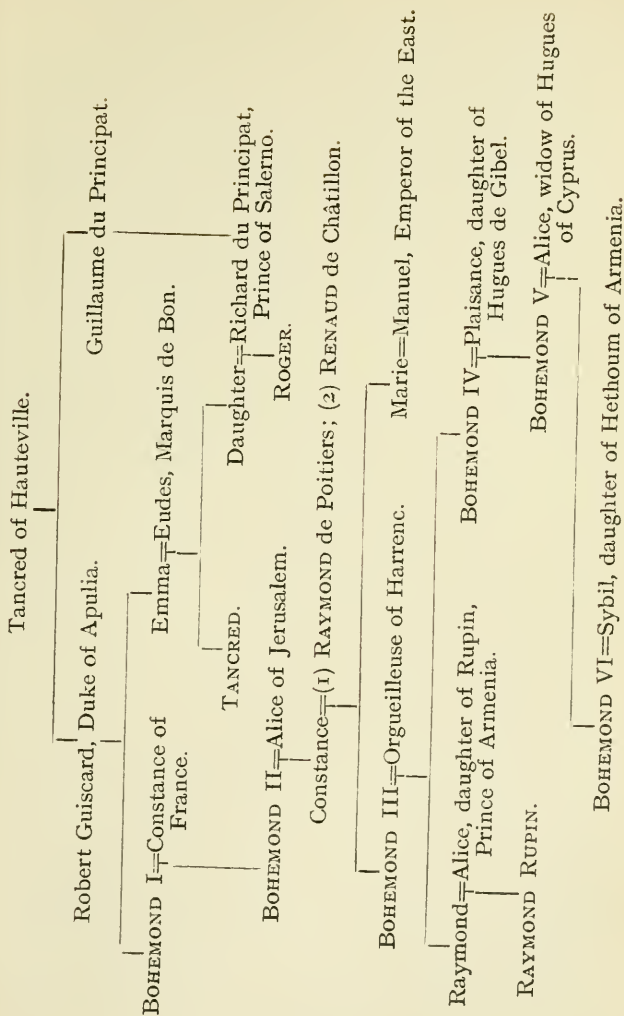 Tancred of Hauteville.
Robert Guiscard, Duke of Apulia.
Guillaume du Principat.
BOHEMOND I=Constance of
France.
Emma=Eudes, Marquis de Bon.
TANCRED.
Daughter=Richard du Principat,
Prince of Salerno.
ROGER.
BOHEMOND II=Alice of Jerusalem.
Constance=(1) RAYMOND de Poitiers; (2) RENAUD de Châtillon.
BOHEMOND III=Orgueilleuse of Harrenc.
Marie=Manuel, Emperor of the East.
Raymond=Alice, daughter of Rupin,
Prince of Armenia.
RAYMOND RUPIN.
BOHEMOND IV=Plaisance, daughter of
Hugues de Gibel.
BOHEMOND V=Alice, widow of Hugues
of Cyprus.
BOHEMOND VI=Sybil, daughter of Hethoum of Armenia.